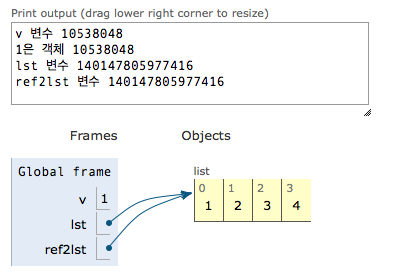 Print output (drag lower right corner to resize)
v 변수 10538048
1은 객체 10538048
lst 변수 140147805977416
ref2lst 변수 140147805977416
Frames Objects
Global frame
v 1
lst
ref2lst
list
0 1 2 3
1 2 3 4